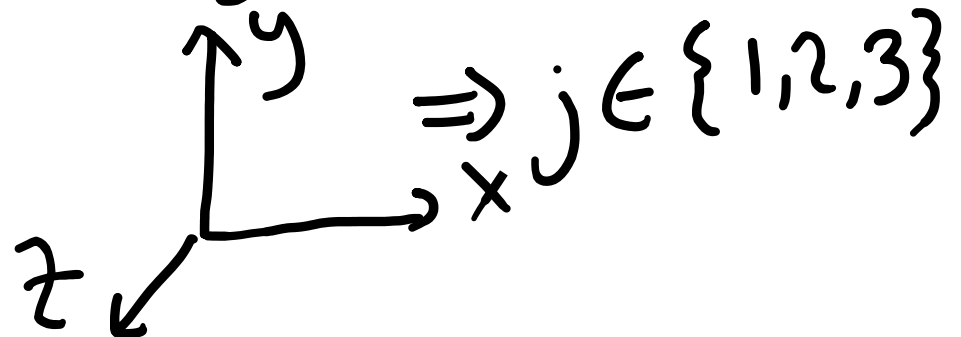 y
⇒ j ∈ {1,2,3}
x
z